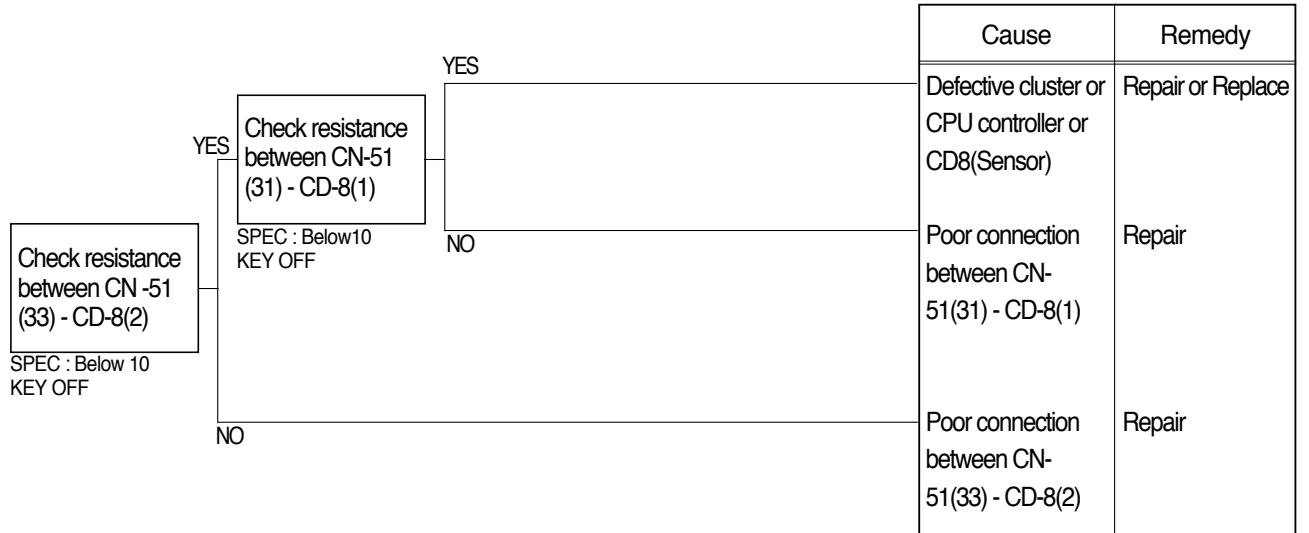 Cause
Remedy
YES
Defective cluster or
CPU controller or
CD8(Sensor)
Repair or Replace
YES
Check resistance
between CN-51
(31) - CD-8(1)
SPEC : Below10
KEY OFF
NO
Poor connection
between CN-
51(31) - CD-8(1)
Repair
Check resistance
between CN -51
(33) - CD-8(2)
SPEC : Below 10
KEY OFF
NO
Poor connection
between CN-
51(33) - CD-8(2)
Repair